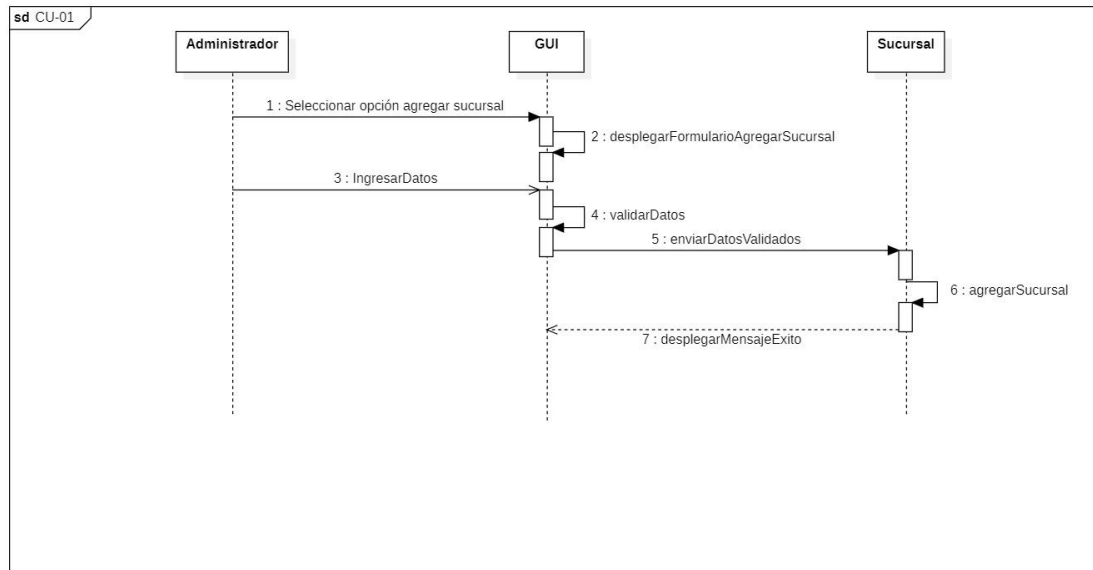 sd CU-01
Administrador
GUI
Sucursal
1 : Seleccionar opción agregar sucursal
2 : desplegarFormularioAgregarSucursal
3 : IngresarDatos
4 : validarDatos
5 : enviarDatosValidados
6 : agregarSucursal
7 : desplegarMensajeExito